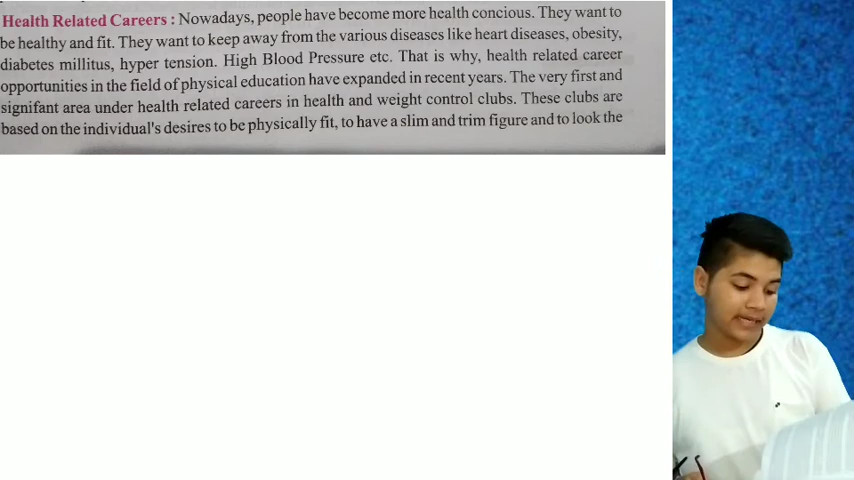 Health Related Careers : Nowadays, people have become more health concious. They want to
be healthy and fit. They want to keep away from the various diseases like heart diseases, obesity,
diabetes millitus, hyper tension. High Blood Pressure etc. That is why, health related career
opportunities in the field of physical education have expanded in recent years. The very first and
signifant area under health related careers in health and weight control clubs. These clubs are
based on the individual's desires to be physically fit, to have a slim and trim figure and to look the